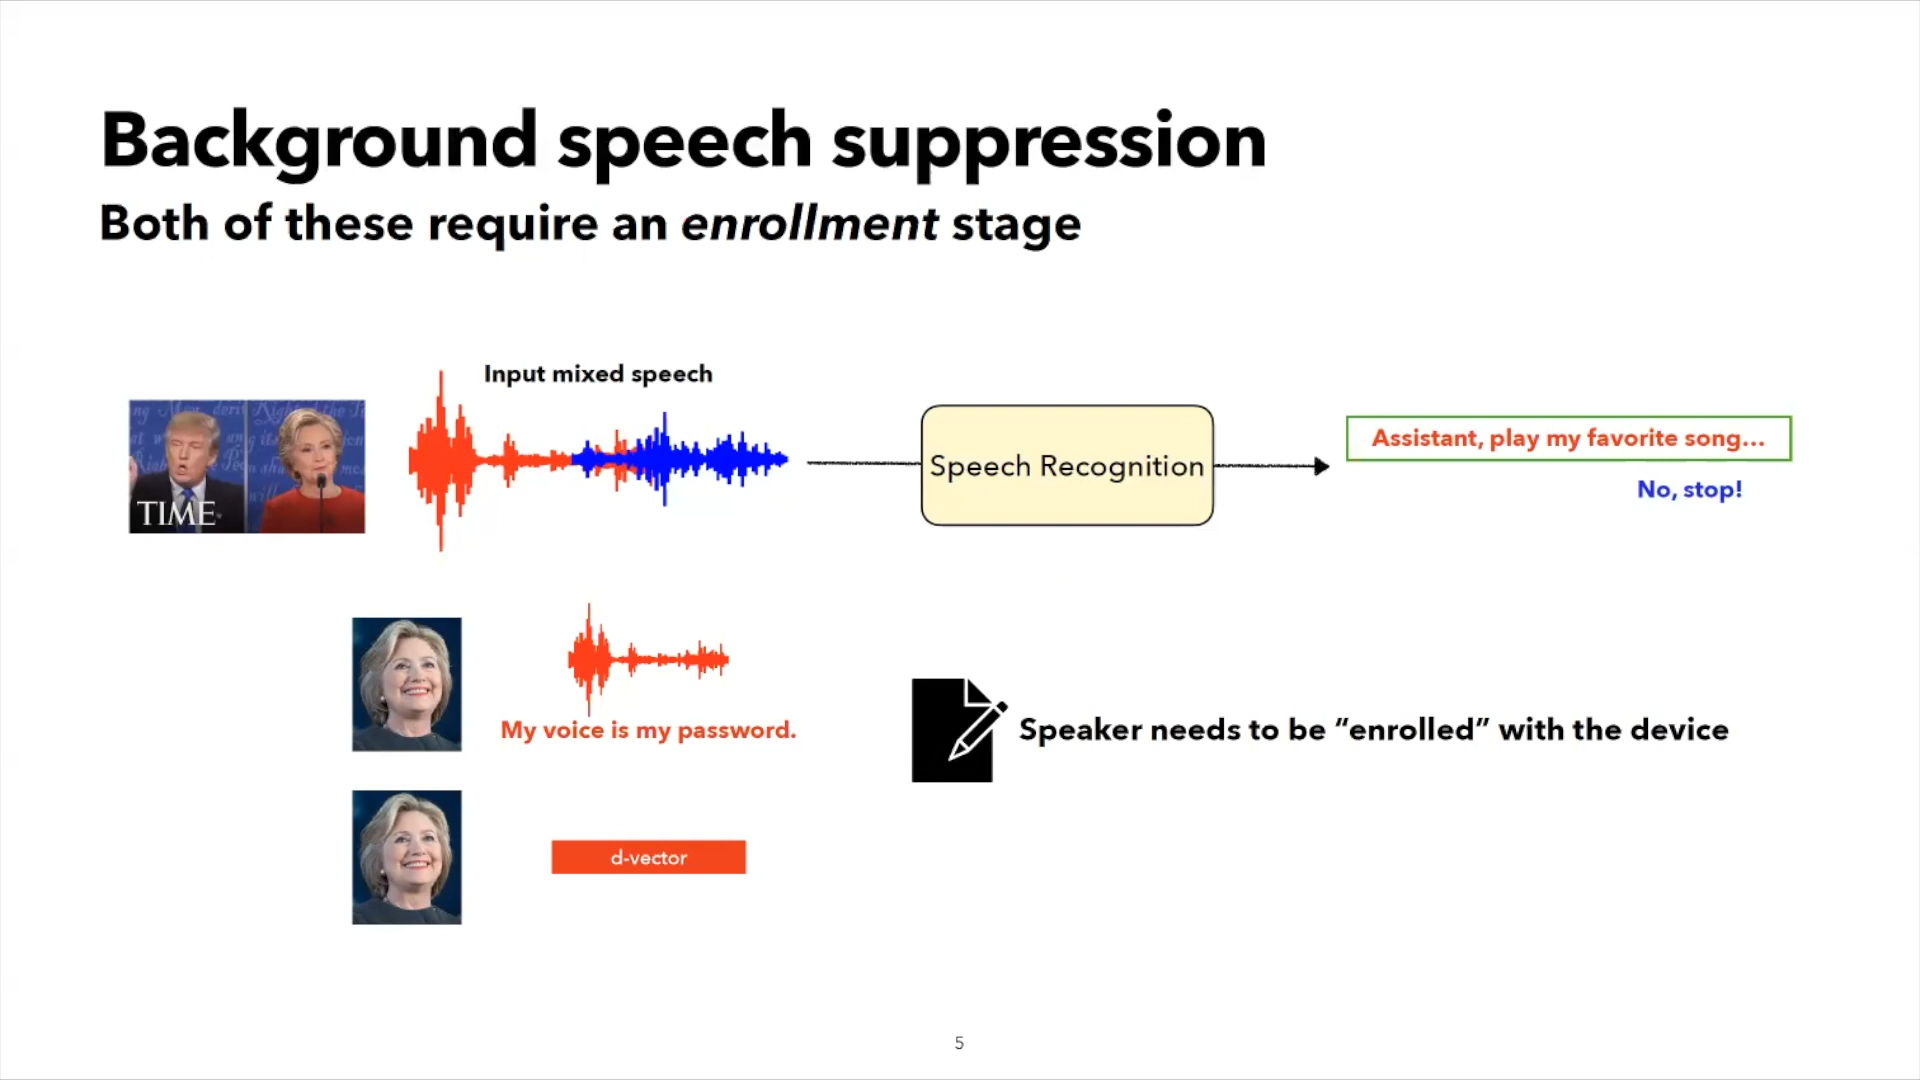 Background speech suppression
Both of these require an enrollment stage
Input mixed speech
TIME
Speech Recognition
Assistant, play my favorite song...
No, stop!
My voice is my password.
Speaker needs to be “enrolled” with the device
d-vector
5